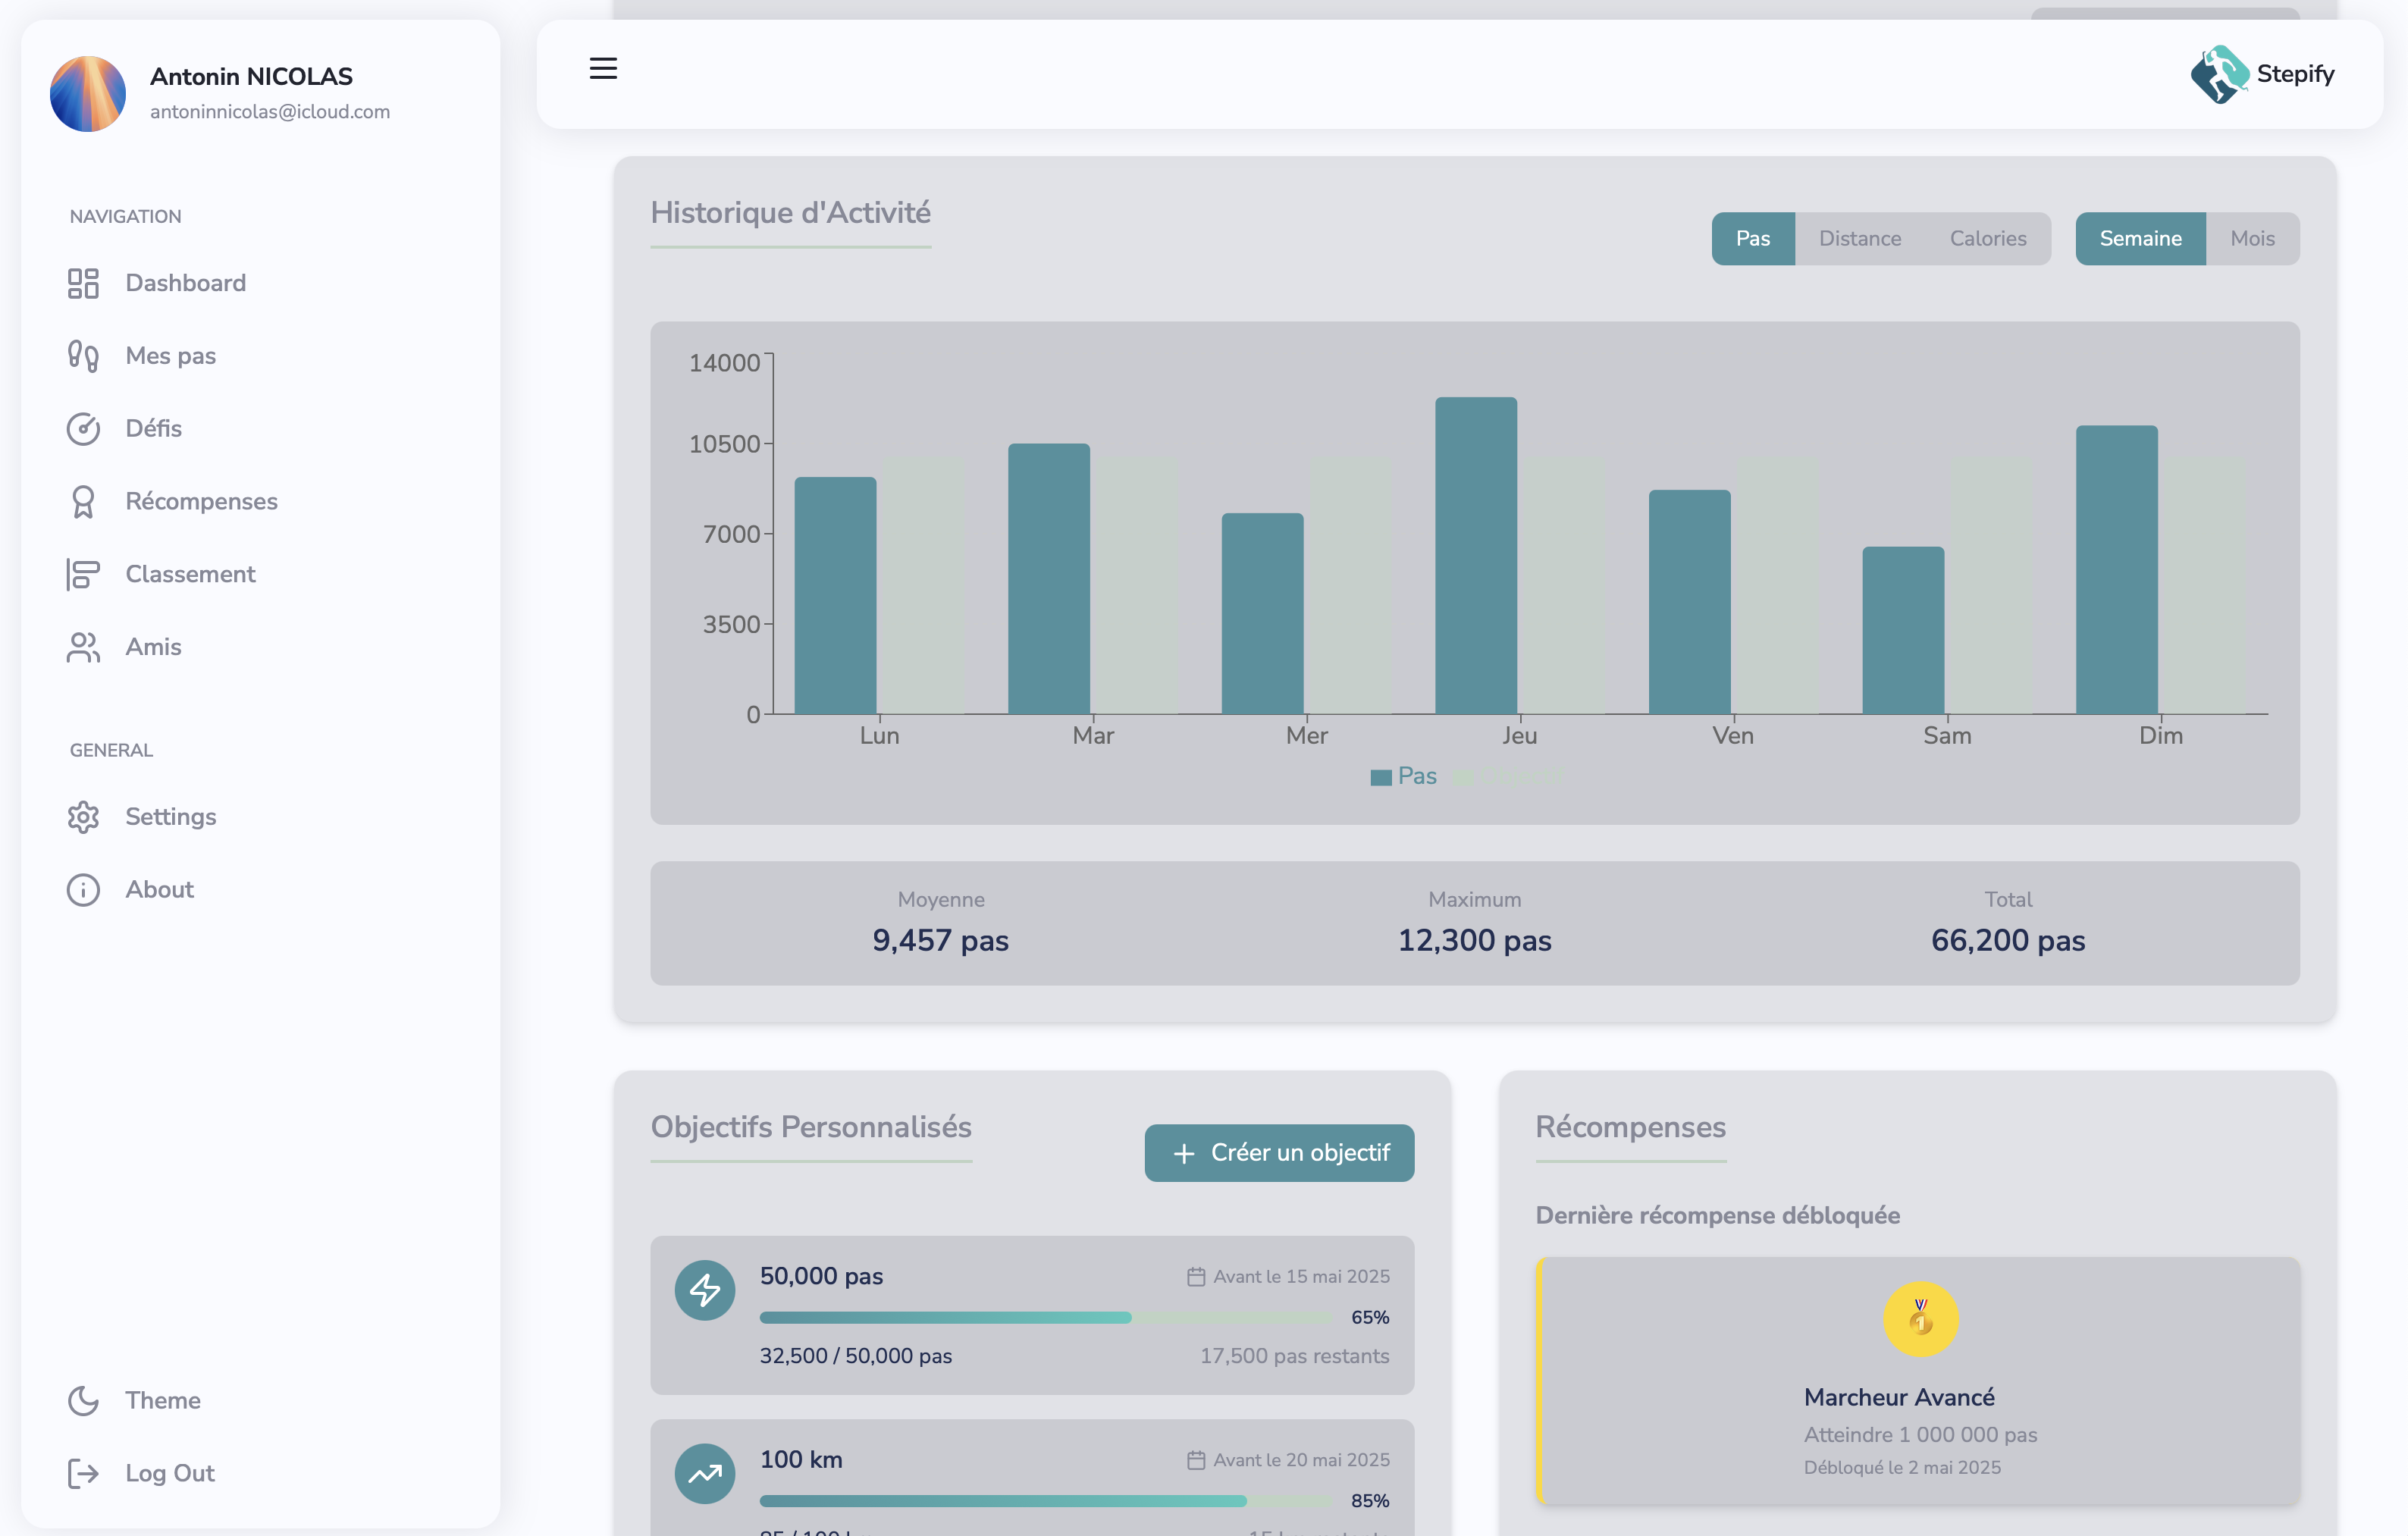 Antonin NICOLAS
antoninnicolas@icloud.com
NAVIGATION
Dashboard
Mes pas
Défis
Récompenses
Classement
Amis
GENERAL
Settings
About
Theme
Log Out
Stepify
Historique d'Activité
Pas Distance Calories Semaine Mois
14000
10500
7000
3500
0
Lun Mar Mer Jeu Ven Sam Dim
Pas
Moyenne Maximum Total
9,457 pas 12,300 pas 66,200 pas
Objectifs Personnalisés
Créer un objectif
50,000 pas Avant le 15 mai 2025
65%
32,500 / 50,000 pas 17,500 pas restants
100 km Avant le 20 mai 2025
85%
Récompenses
Dernière récompense débloquée
1
Marcheur Avancé
Atteindre 1 000 000 pas
Débloqué le 2 mai 2025